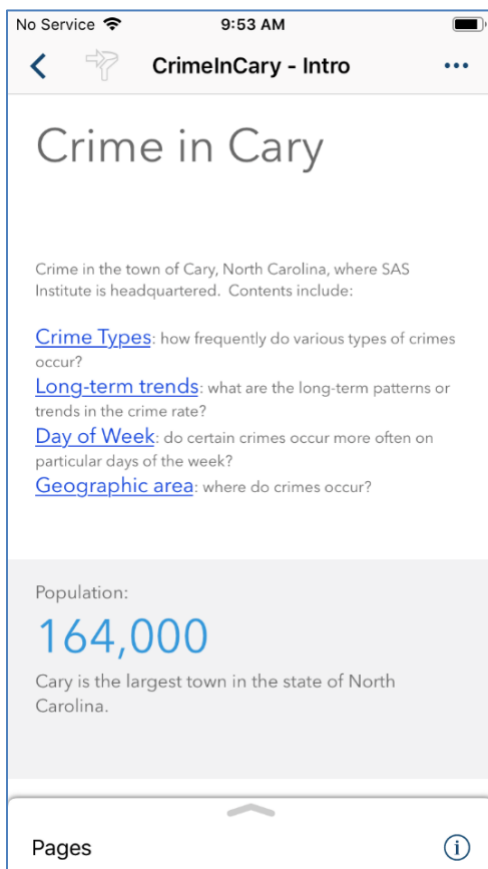 No Service 9:53 AM
CrimeInCary - Intro
Crime in Cary
Crime in the town of Cary, North Carolina, where SAS
Institute is headquartered.  Contents include:
Crime Types: how frequently do various types of crimes
occur?
Long-term trends: what are the long-term patterns or
trends in the crime rate?
Day of Week: do certain crimes occur more often on
particular days of the week?
Geographic area: where do crimes occur?
Population:
164,000
Cary is the largest town in the state of North
Carolina.
Pages